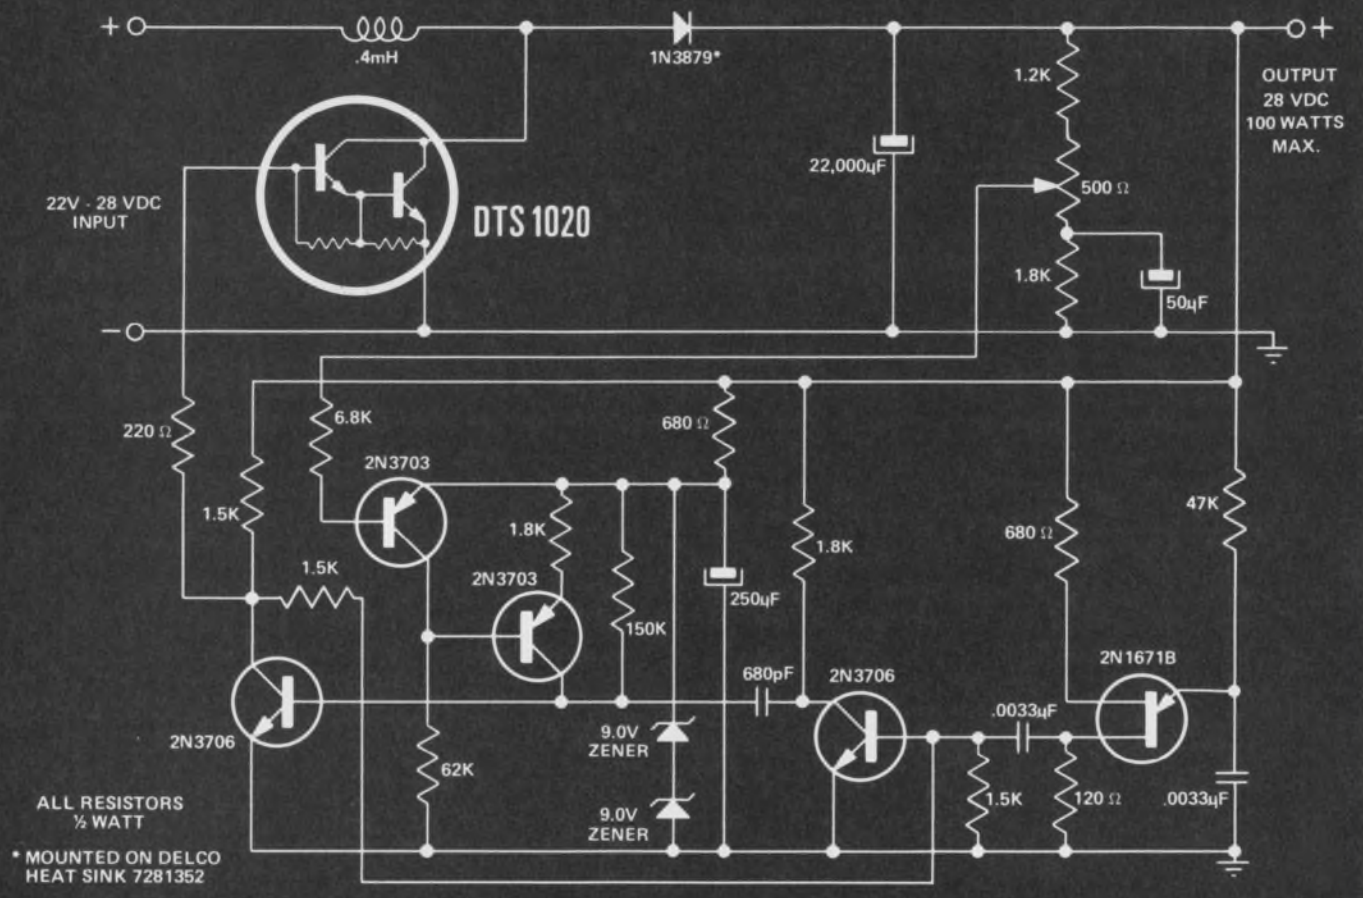 +
.4mH
1N3879*
+
1.2K
OUTPUT
28 VDC
100 WATTS
MAX.
22,000µF
500 Ω
22V - 28 VDC
INPUT
DTS 1020
1.8K
50µF
−
220 Ω
6.8K
680 Ω
2N3703
1.5K
1.8K
1.8K
680 Ω
47K
1.5K
2N3703
250µF
150K
680pF
2N3706
2N1671B
.0033µF
2N3706
9.0V
ZENER
62K
9.0V
ZENER
1.5K
120 Ω
.0033µF
ALL RESISTORS
½ WATT
* MOUNTED ON DELCO
HEAT SINK 7281352